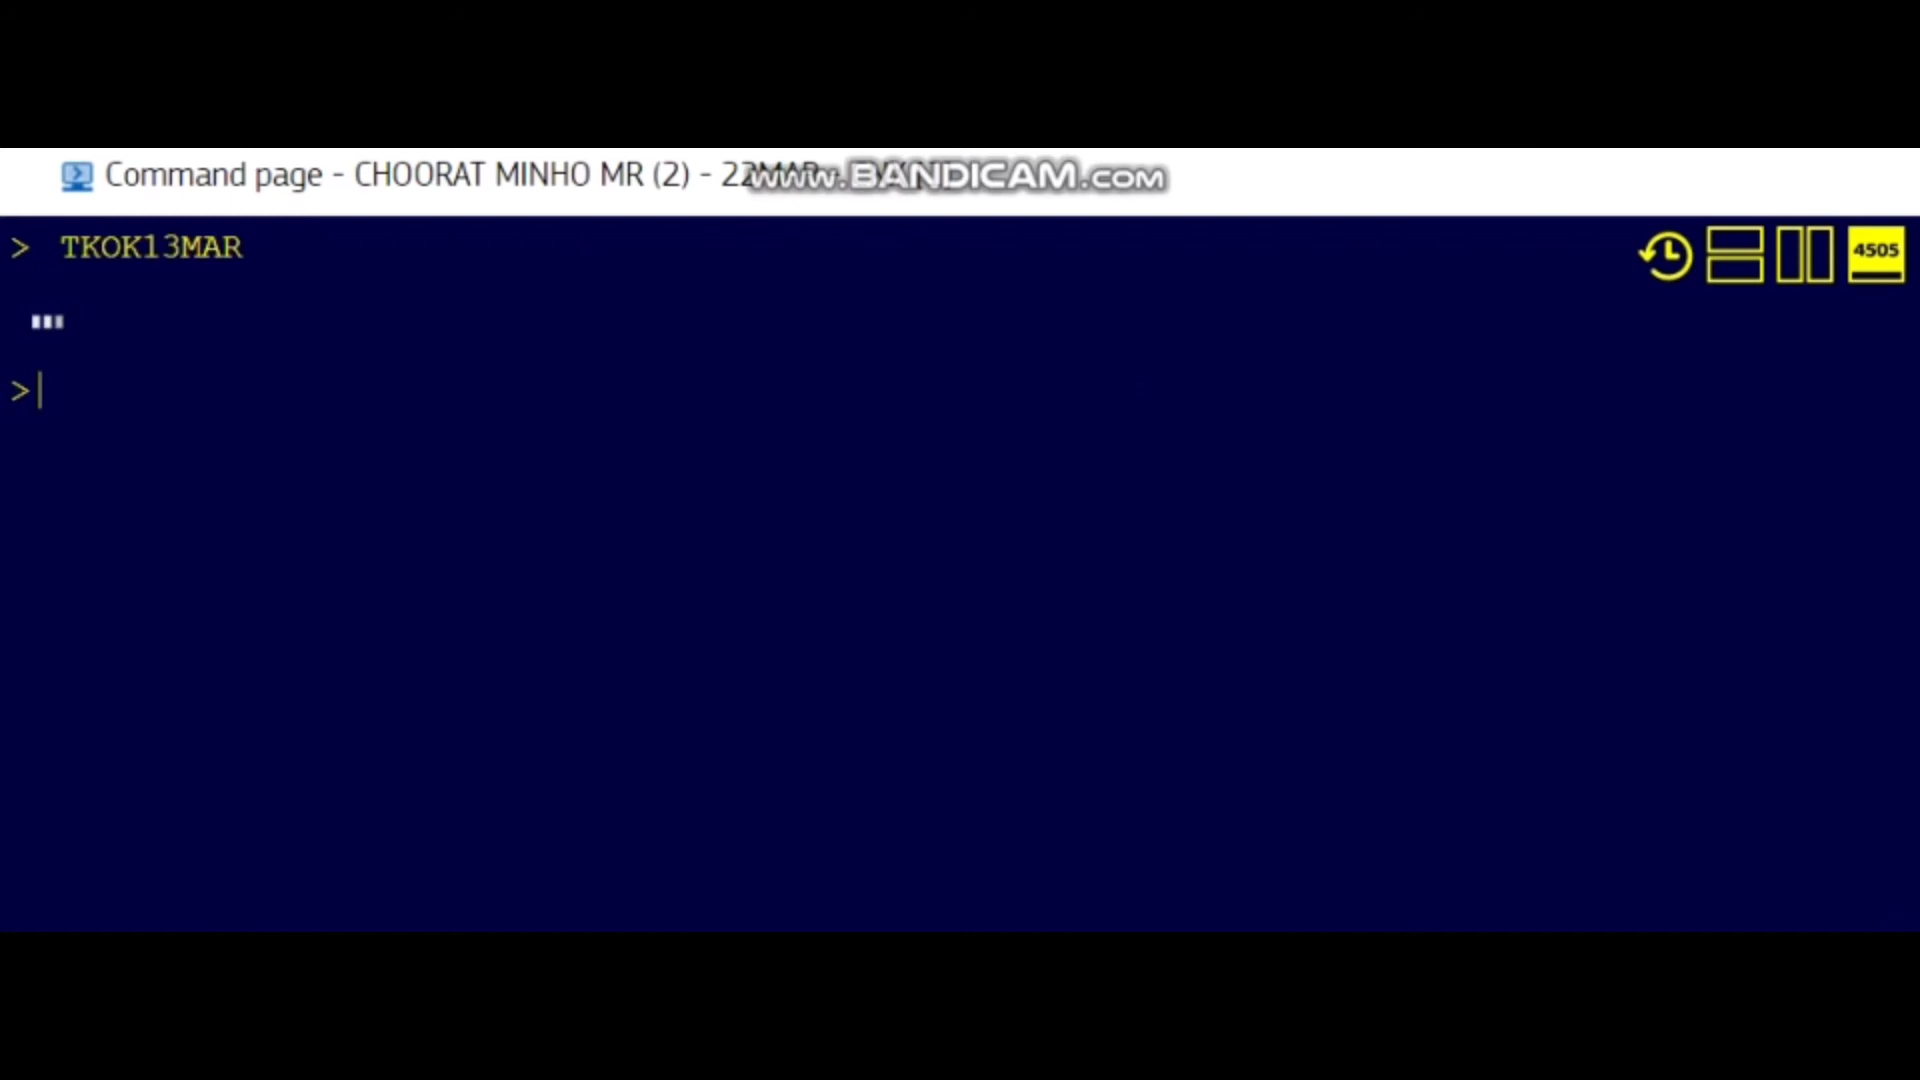 Command page - CHOORAT MINHO MR (2) - 22MAR -
www.BANDICAM.com
> TKOK13MAR
4505
>